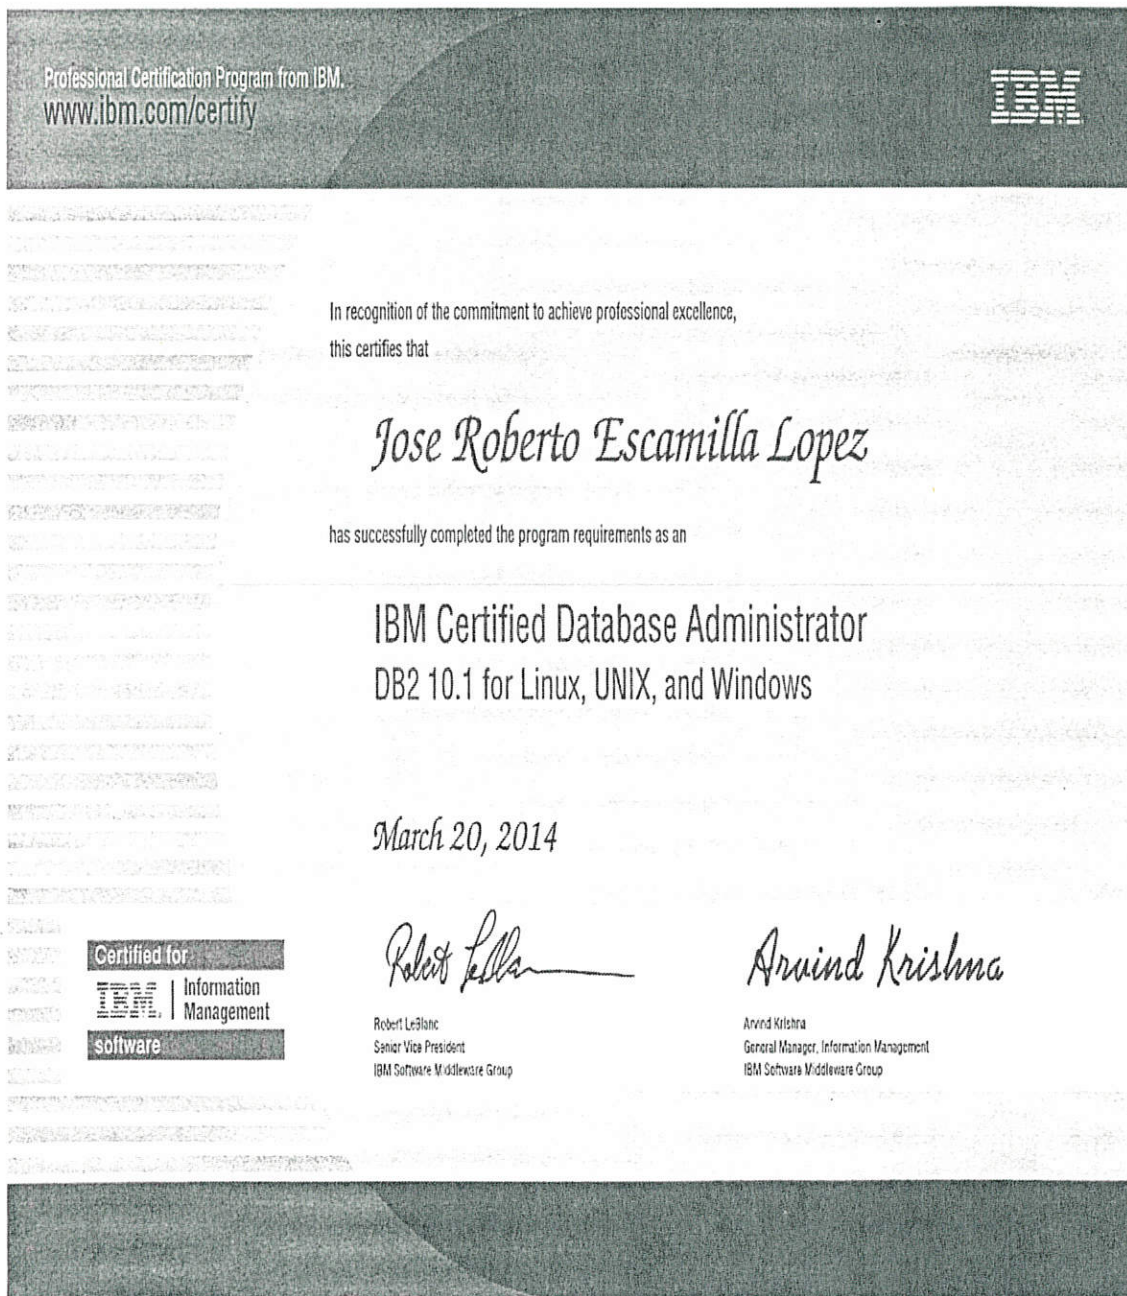 Professional Certification Program from IBM.
www.ibm.com/certify
IBM
In recognition of the commitment to achieve professional excellence,
this certifies that
Jose Roberto Escamilla Lopez
has successfully completed the program requirements as an
IBM Certified Database Administrator
DB2 10.1 for Linux, UNIX, and Windows
March 20, 2014
Certified for
IBM. | Information
Management
software
Robert LeBlanc
Robert LeBlanc
Senior Vice President
IBM Software Middleware Group
Arvind Krishna
Arvind Krishna
General Manager, Information Management
IBM Software Middleware Group